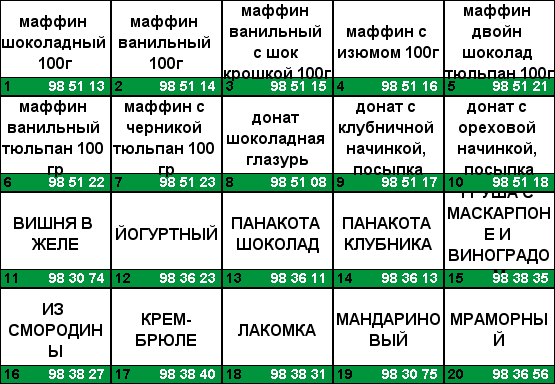 маффин
шоколадный
100г
1 98 51 13
маффин
ванильный
100г
2 98 51 14
маффин
ванильный
с шок
крошкой 100г
3 98 51 15
маффин с
изюмом 100г
4 98 51 16
маффин
двойн
шоколад
тюльпан 100г
5 98 51 21
маффин
ванильный
тюльпан 100
гр
6 98 51 22
маффин с
черникой
тюльпан 100
гр
7 98 51 23
донат
шоколадная
глазурь
8 98 51 08
донат с
клубничной
начинкой,
посыпка
9 98 51 17
донат с
ореховой
начинкой,
посыпка
10 98 51 18
ВИШНЯ В
ЖЕЛЕ
11 98 30 74
ЙОГУРТНЫЙ
12 98 36 23
ПАНАКОТА
ШОКОЛАД
13 98 36 11
ПАНАКОТА
КЛУБНИКА
14 98 36 13
ГРУША С
МАСКАРПОН
Е И
ВИНОГРАДО
М
15 98 38 35
ИЗ
СМОРОДИН
Ы
16 98 38 27
КРЕМ-
БРЮЛЕ
17 98 38 40
ЛАКОМКА
18 98 38 31
МАНДАРИНО
ВЫЙ
19 98 30 75
МРАМОРНЫ
Й
20 98 36 56